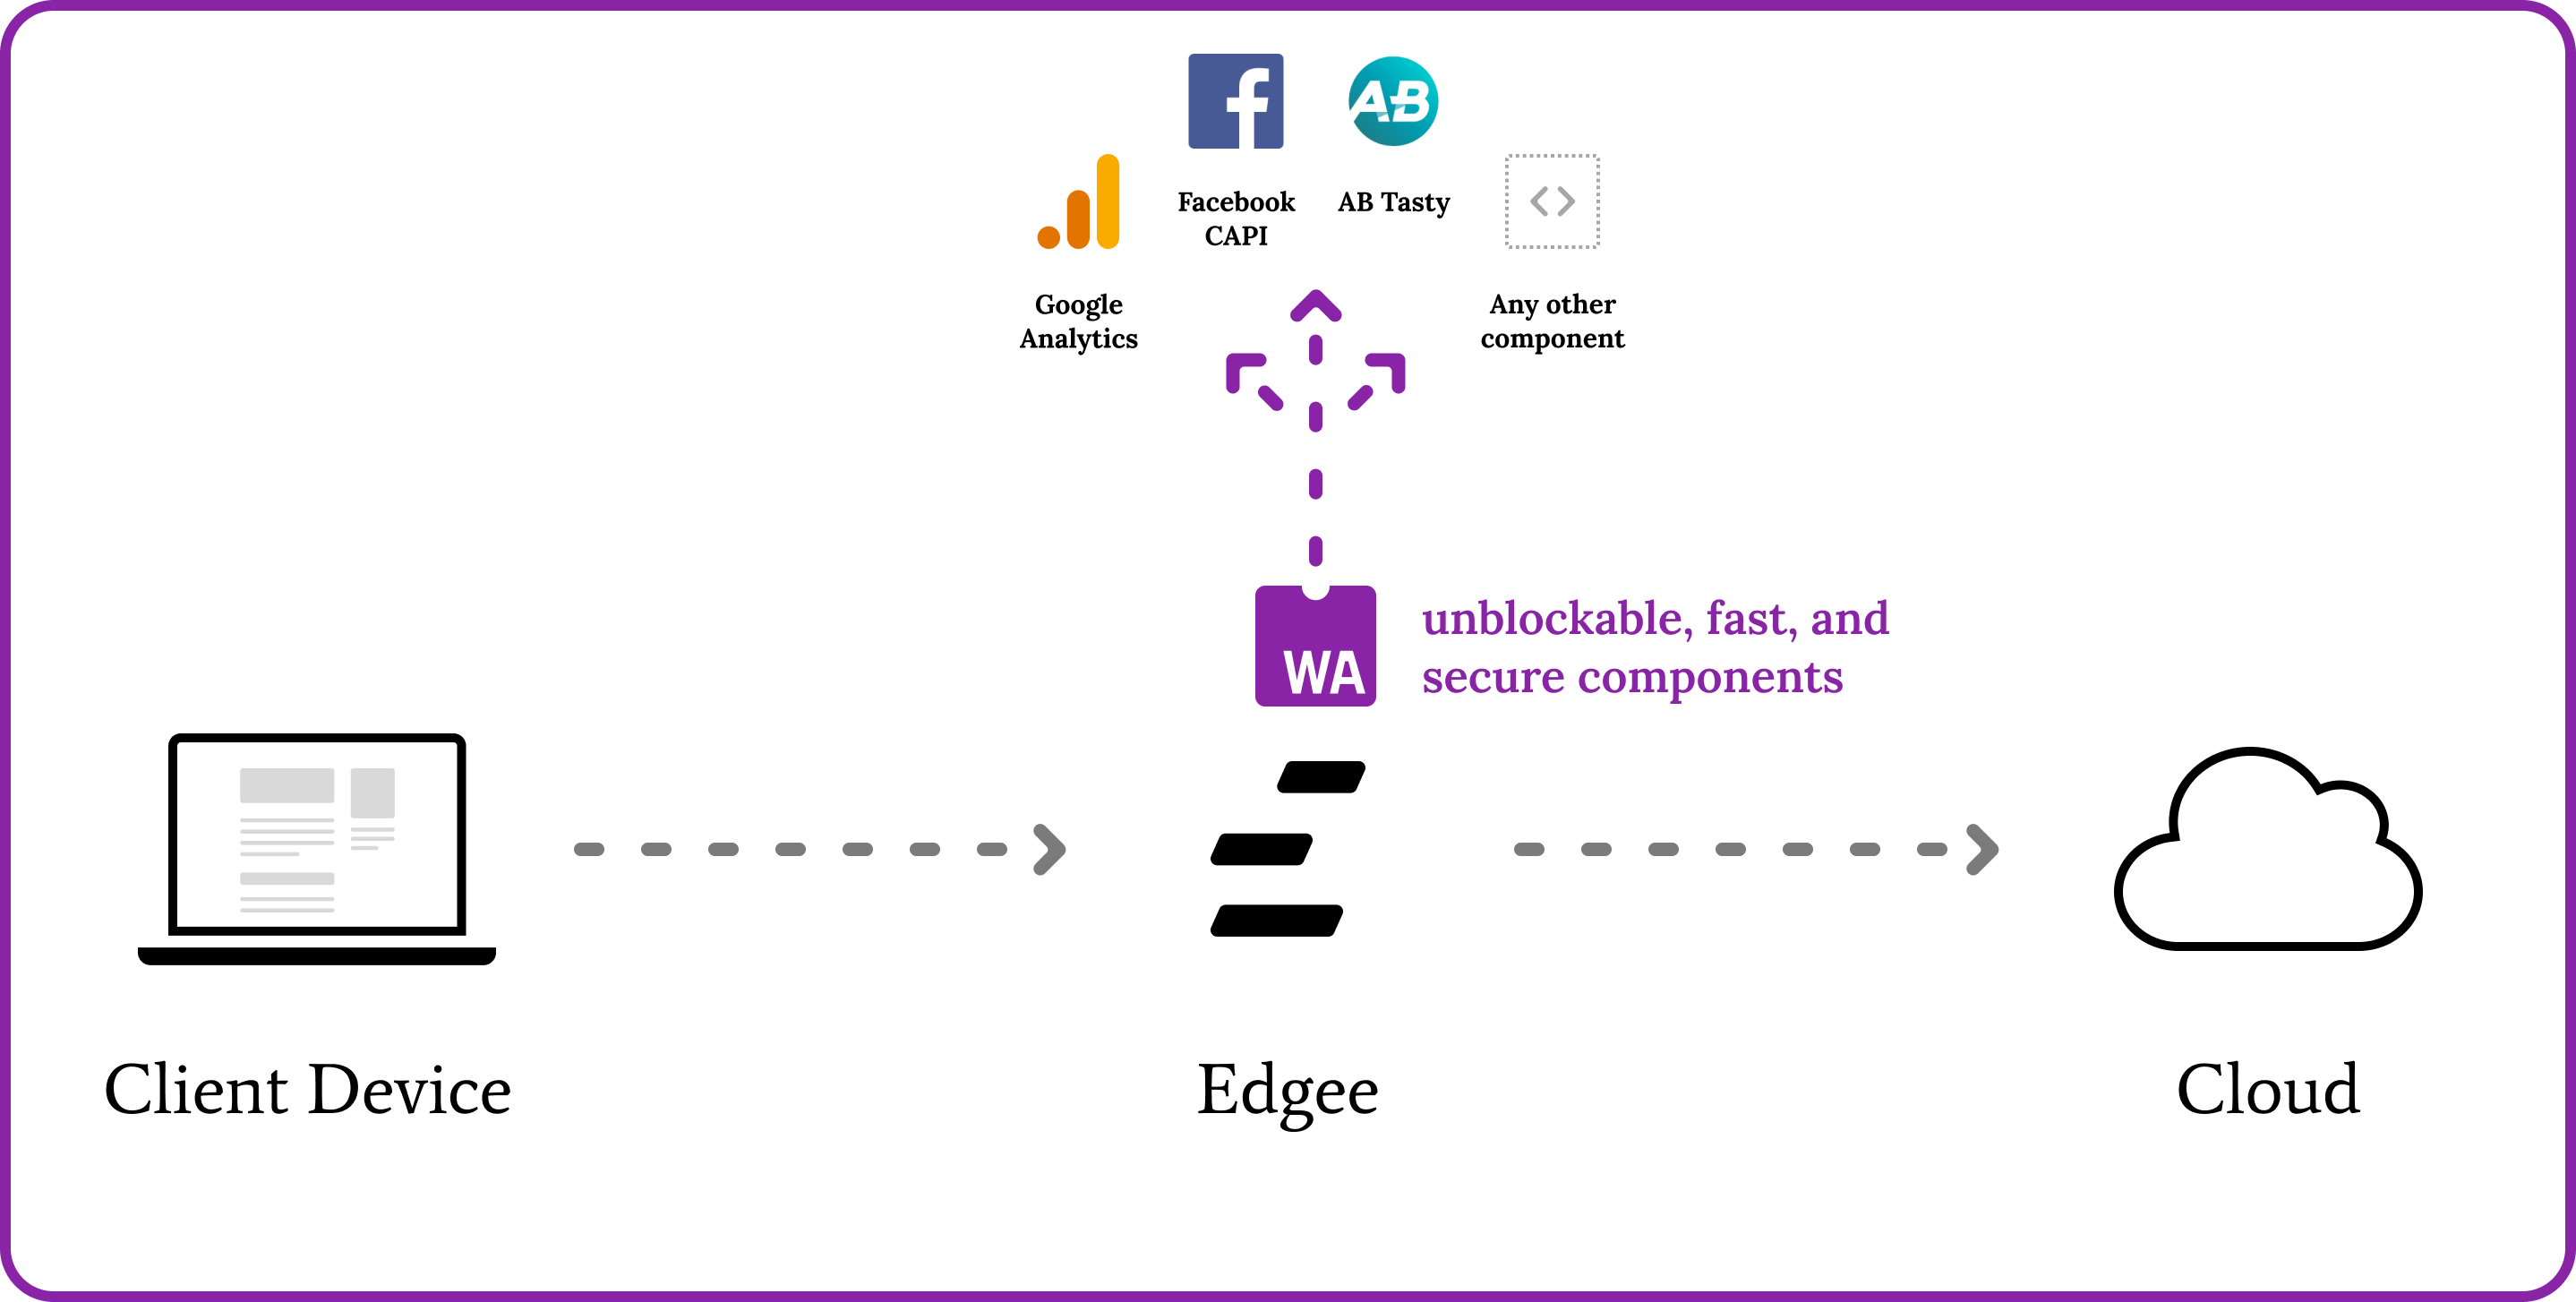 AB
Facebook
CAPI
AB Tasty
Google
Analytics
Any other
component
unblockable, fast, and
secure components
WA
Client Device
Edgee
Cloud